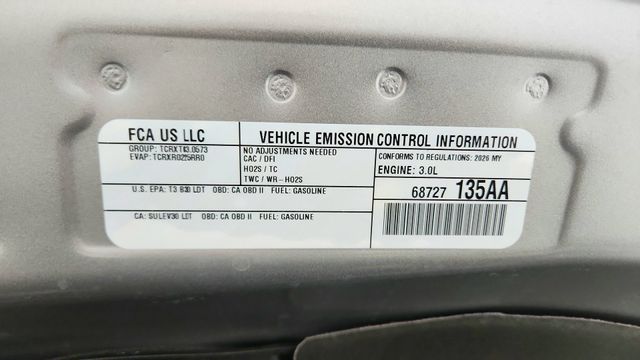 FCA US LLC
VEHICLE EMISSION CONTROL INFORMATION
GROUP: TCRXT03.0573
EVAP: TCRXR0225RR0
NO ADJUSTMENTS NEEDED
CAC / DFI
HO2S / TC
TWC / WR-HO2S
CONFORMS TO REGULATIONS: 2026 MY
ENGINE: 3.0L
U.S. EPA: T3 B30 LDT OBD: CA OBD II FUEL: GASOLINE
68727 135AA
CA: SULEV30 LDT OBD: CA OBD II FUEL: GASOLINE